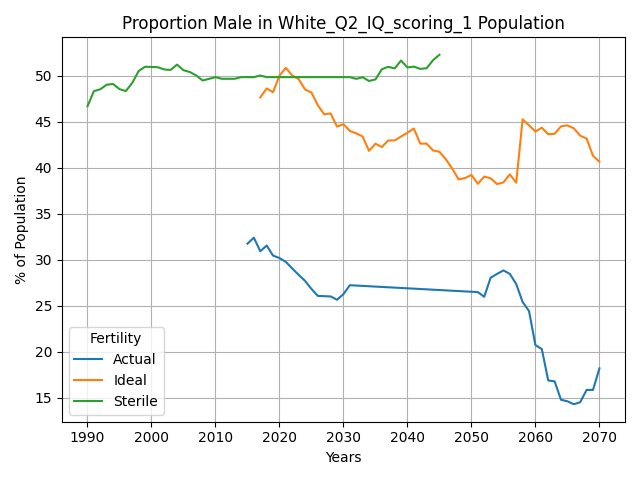 Proportion Male in White_Q2_IQ_scoring_1 Population
% of Population
50
45
40
35
30
25
20
15
Fertility
Actual
Ideal
Sterile
1990 2000 2010 2020 2030 2040 2050 2060 2070
Years